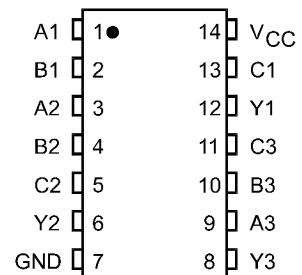 A1 1 14 VCC
B1 2 13 C1
A2 3 12 Y1
B2 4 11 C3
C2 5 10 B3
Y2 6 9 A3
GND 7 8 Y3